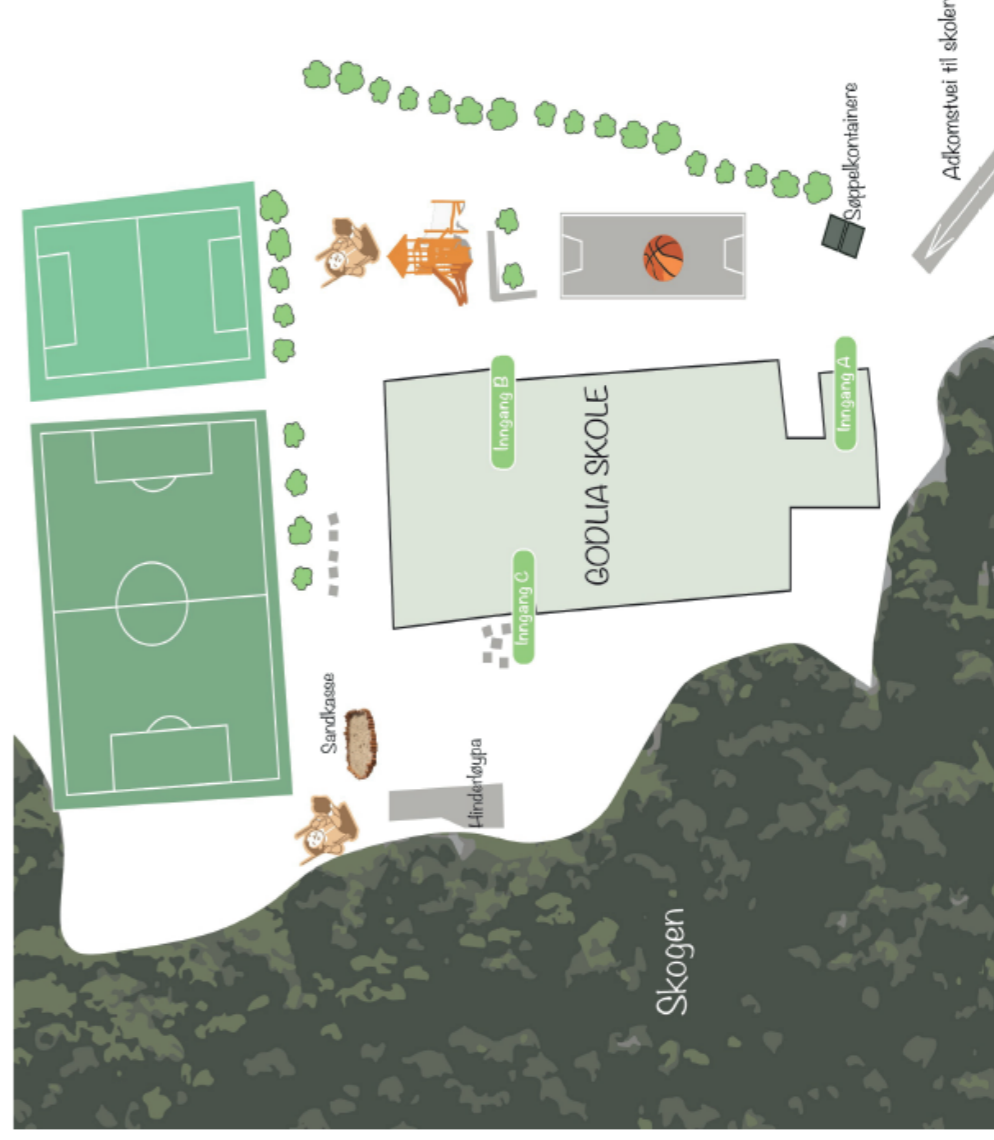 Søppelkontainere
Adkomstvei til skolen
Inngang A
Inngang B
GODLIA SKOLE
Inngang C
Sandkasse
Hinderløypa
Skogen